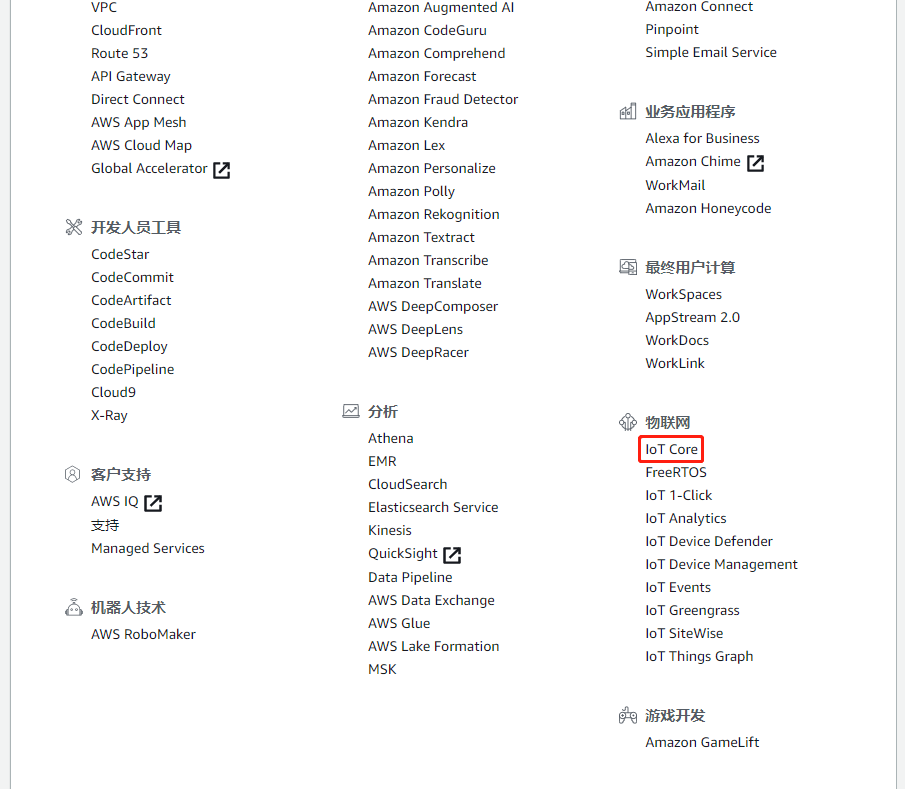 VPC
CloudFront
Route 53
API Gateway
Direct Connect
AWS App Mesh
AWS Cloud Map
Global Accelerator
开发人员工具
CodeStar
CodeCommit
CodeArtifact
CodeBuild
CodeDeploy
CodePipeline
Cloud9
X-Ray
客户支持
AWS IQ
支持
Managed Services
机器人技术
AWS RoboMaker
Amazon Augmented AI
Amazon CodeGuru
Amazon Comprehend
Amazon Forecast
Amazon Fraud Detector
Amazon Kendra
Amazon Lex
Amazon Personalize
Amazon Polly
Amazon Rekognition
Amazon Textract
Amazon Transcribe
Amazon Translate
AWS DeepComposer
AWS DeepLens
AWS DeepRacer
分析
Athena
EMR
CloudSearch
Elasticsearch Service
Kinesis
QuickSight
Data Pipeline
AWS Data Exchange
AWS Glue
AWS Lake Formation
MSK
Amazon Connect
Pinpoint
Simple Email Service
业务应用程序
Alexa for Business
Amazon Chime
WorkMail
Amazon Honeycode
最终用户计算
WorkSpaces
AppStream 2.0
WorkDocs
WorkLink
物联网
IoT Core
FreeRTOS
IoT 1-Click
IoT Analytics
IoT Device Defender
IoT Device Management
IoT Events
IoT Greengrass
IoT SiteWise
IoT Things Graph
游戏开发
Amazon GameLift